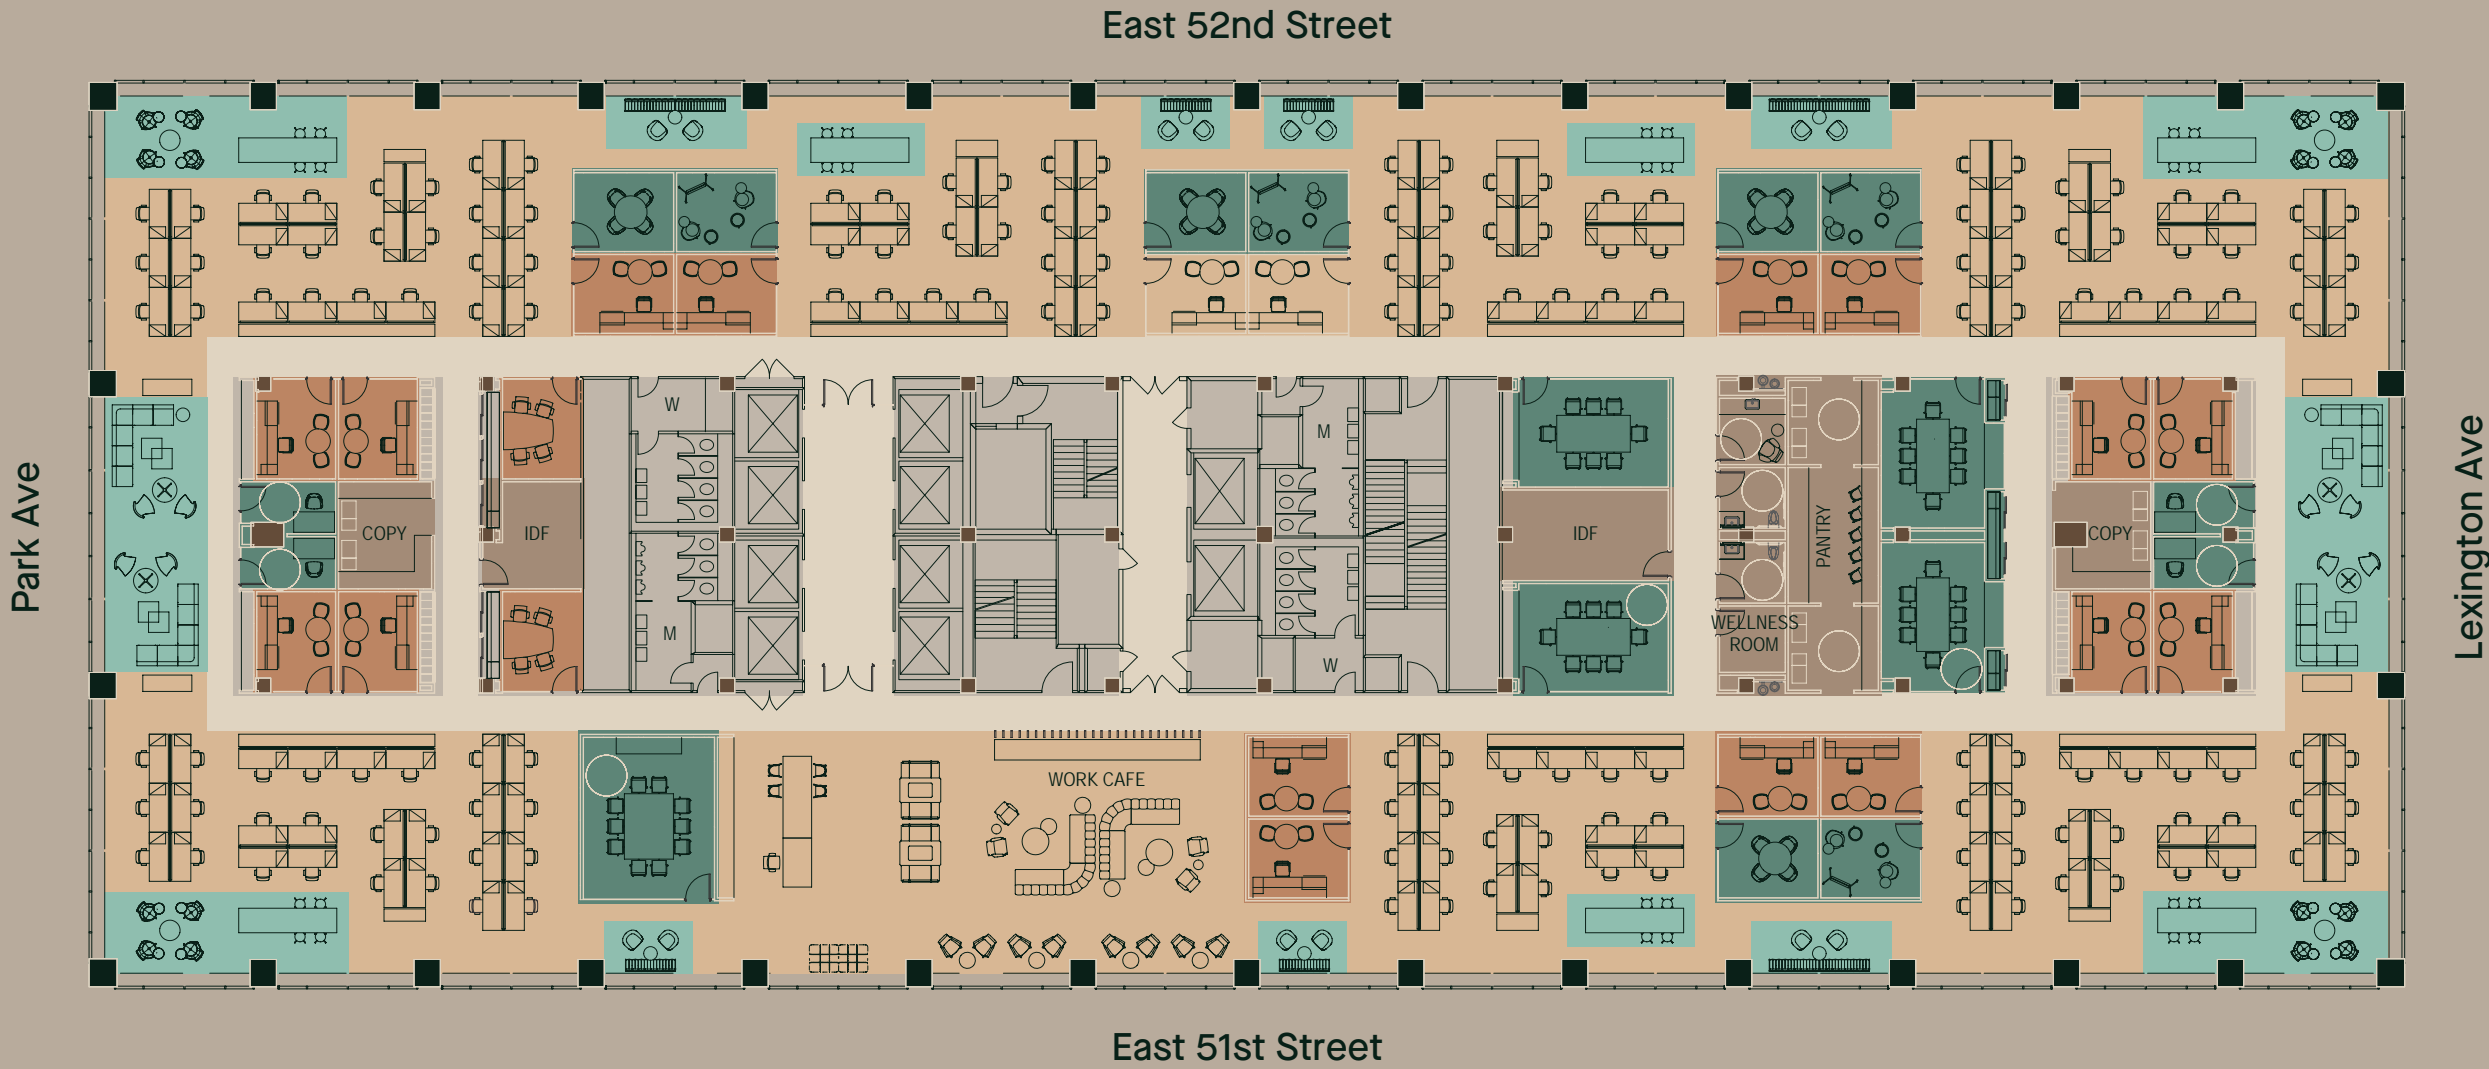 East 52nd Street
Park Ave
Lexington Ave
W
M
COPY
IDF
IDF
PANTRY
COPY
M
WELLNESS
ROOM
W
WORK CAFE
East 51st Street